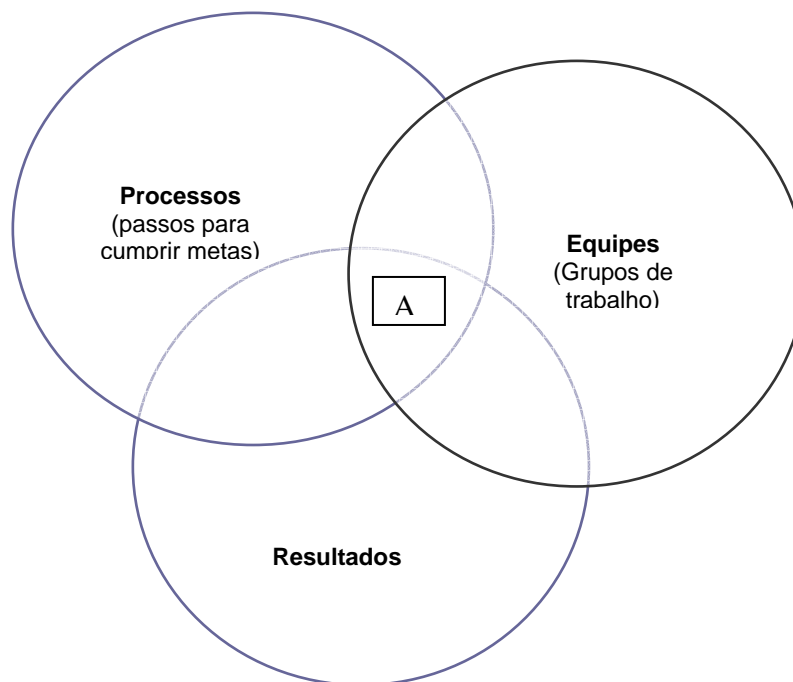 Processos
(passos para
cumprir metas)
Equipes
(Grupos de
trabalho)
A
Resultados